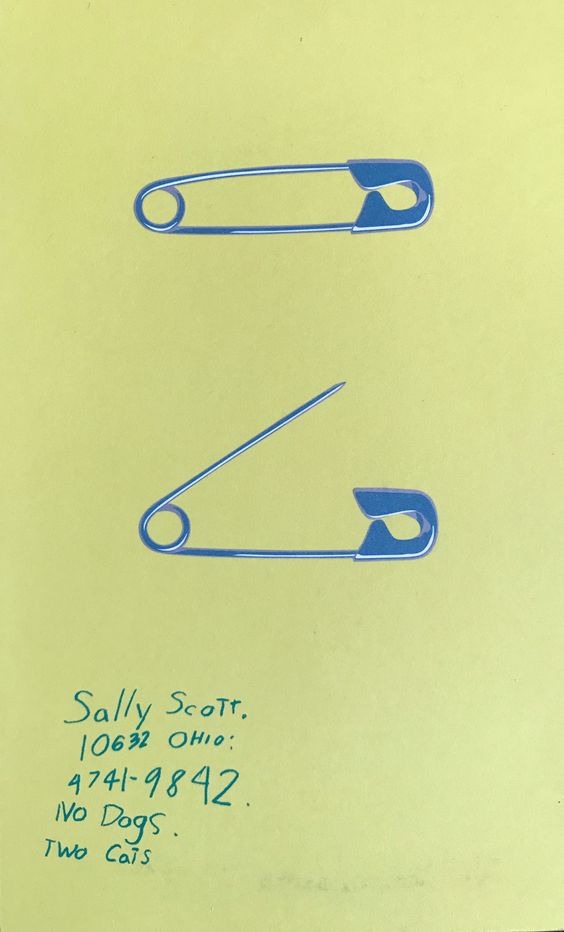 Sally Scott.
10632 Ohio:
4741-9842.
No Dogs.
Two Cats